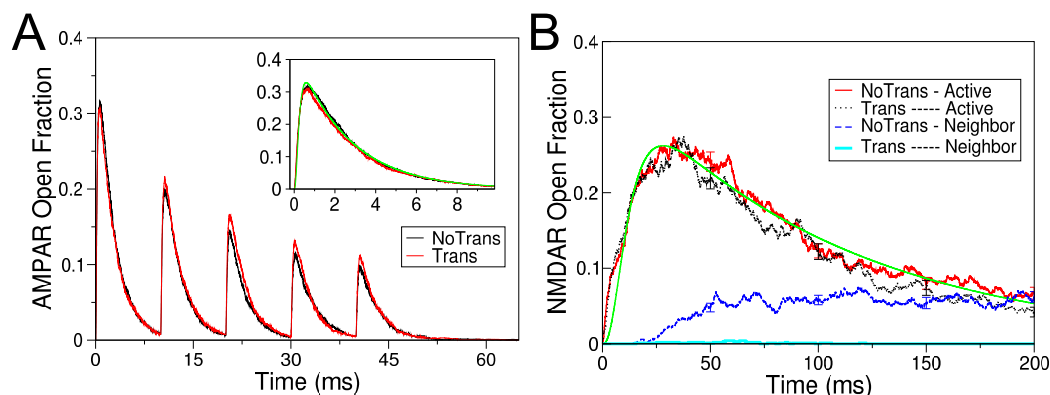 A
AMPAR Open Fraction
0.4
0.3
0.2
0.1
0
0 15 30 45 60
Time (ms)
0.4
0.3
0.2
0.1
0
0 2 4 6 8
NoTrans
Trans
B
NMDAR Open Fraction
0.4
0.3
0.2
0.1
0
0 50 100 150 200
Time (ms)
NoTrans - Active
Trans ----- Active
NoTrans - Neighbor
Trans ----- Neighbor